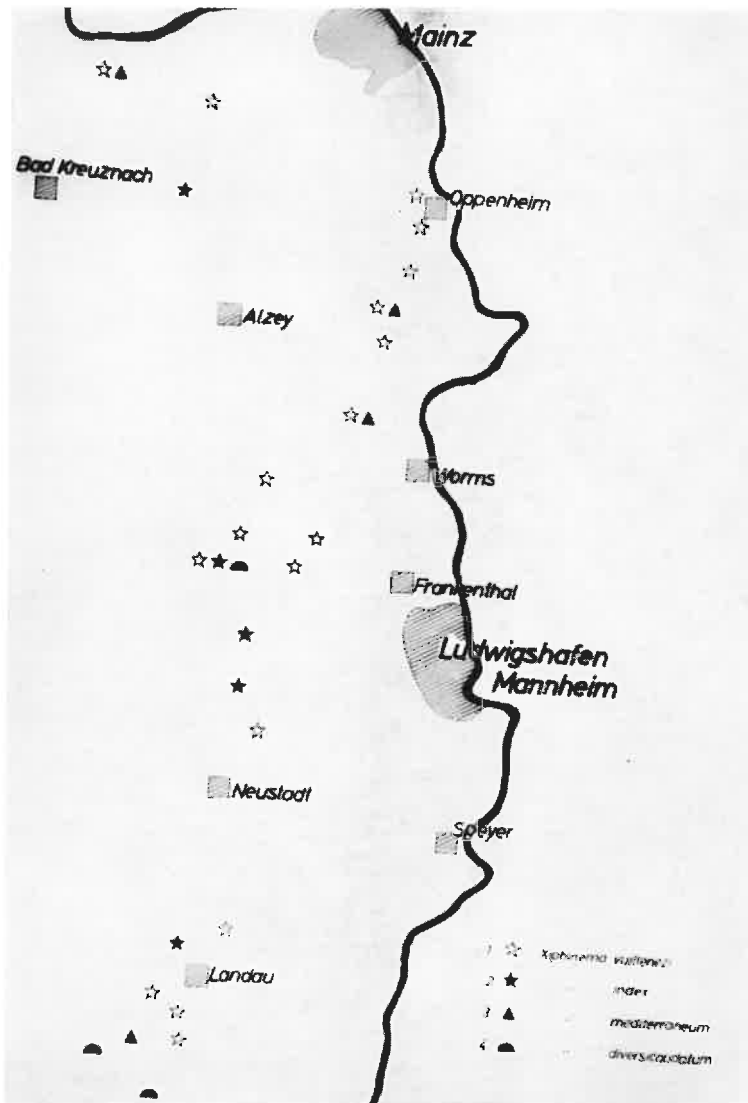 Mainz
Bad Kreuznach
Oppenheim
Alzey
Worms
Frankenthal
Ludwigshafen
Mannheim
Neustadt
Speyer
Landau
1 Xiphinema
2 " index
3 " mediterraneum
4 " diversicaudatum